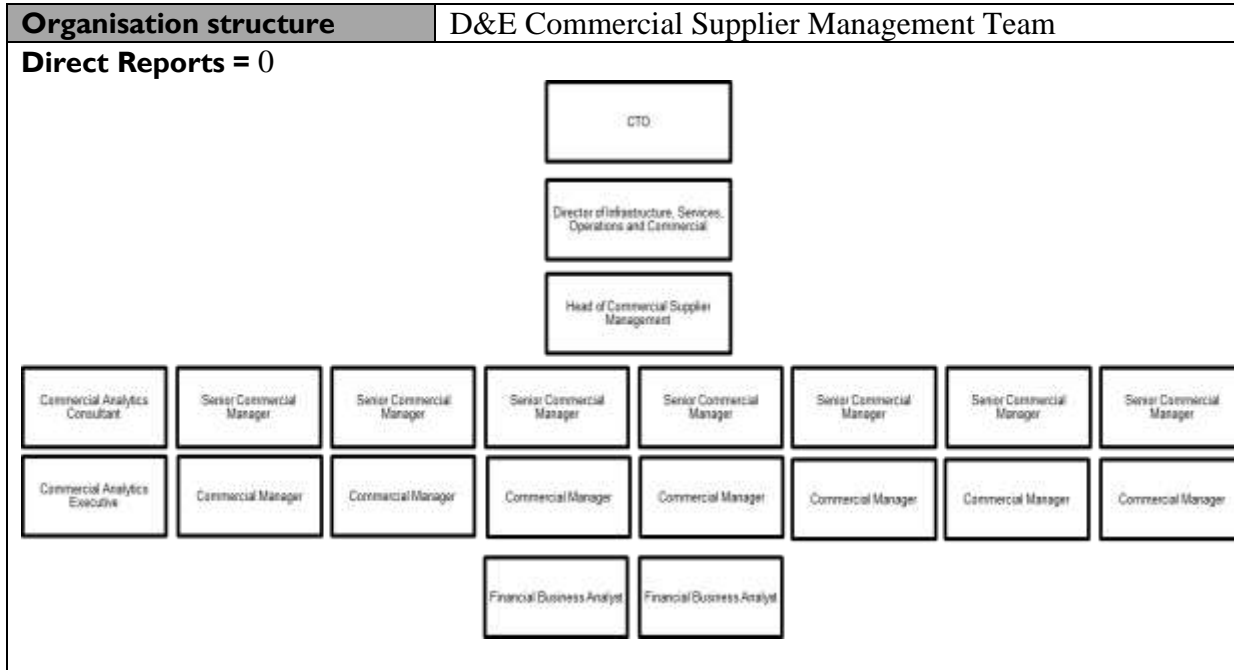 Organisation structure D&E Commercial Supplier Management Team
Direct Reports = 0
CTO
Director of Infrastructure, Services,
Operations and Commercial
Head of Commercial Supplier
Management
Commercial Analytics
Consultant
Senior Commercial
Manager
Senior Commercial
Manager
Senior Commercial
Manager
Senior Commercial
Manager
Senior Commercial
Manager
Senior Commercial
Manager
Senior Commercial
Manager
Commercial Analytics
Executive
Commercial Manager
Commercial Manager
Commercial Manager
Commercial Manager
Commercial Manager
Commercial Manager
Commercial Manager
Financial Business Analyst
Financial Business Analyst